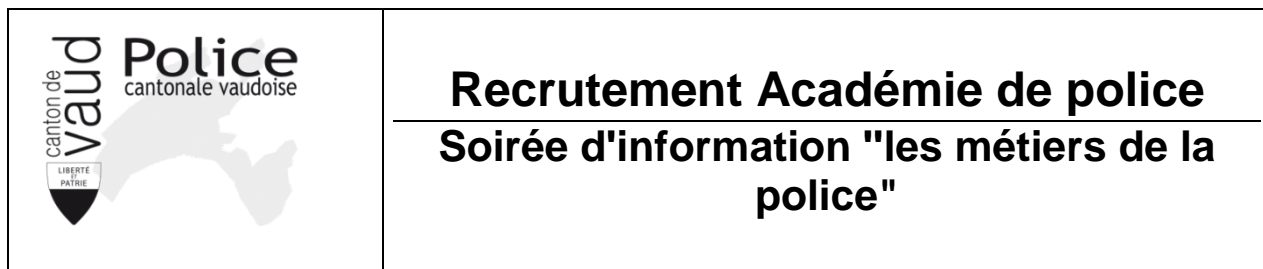 canton de
vaud
LIBERTÉ
ET
PATRIE
Police
cantonale vaudoise
Recrutement Académie de police
Soirée d'information "les métiers de la
police"